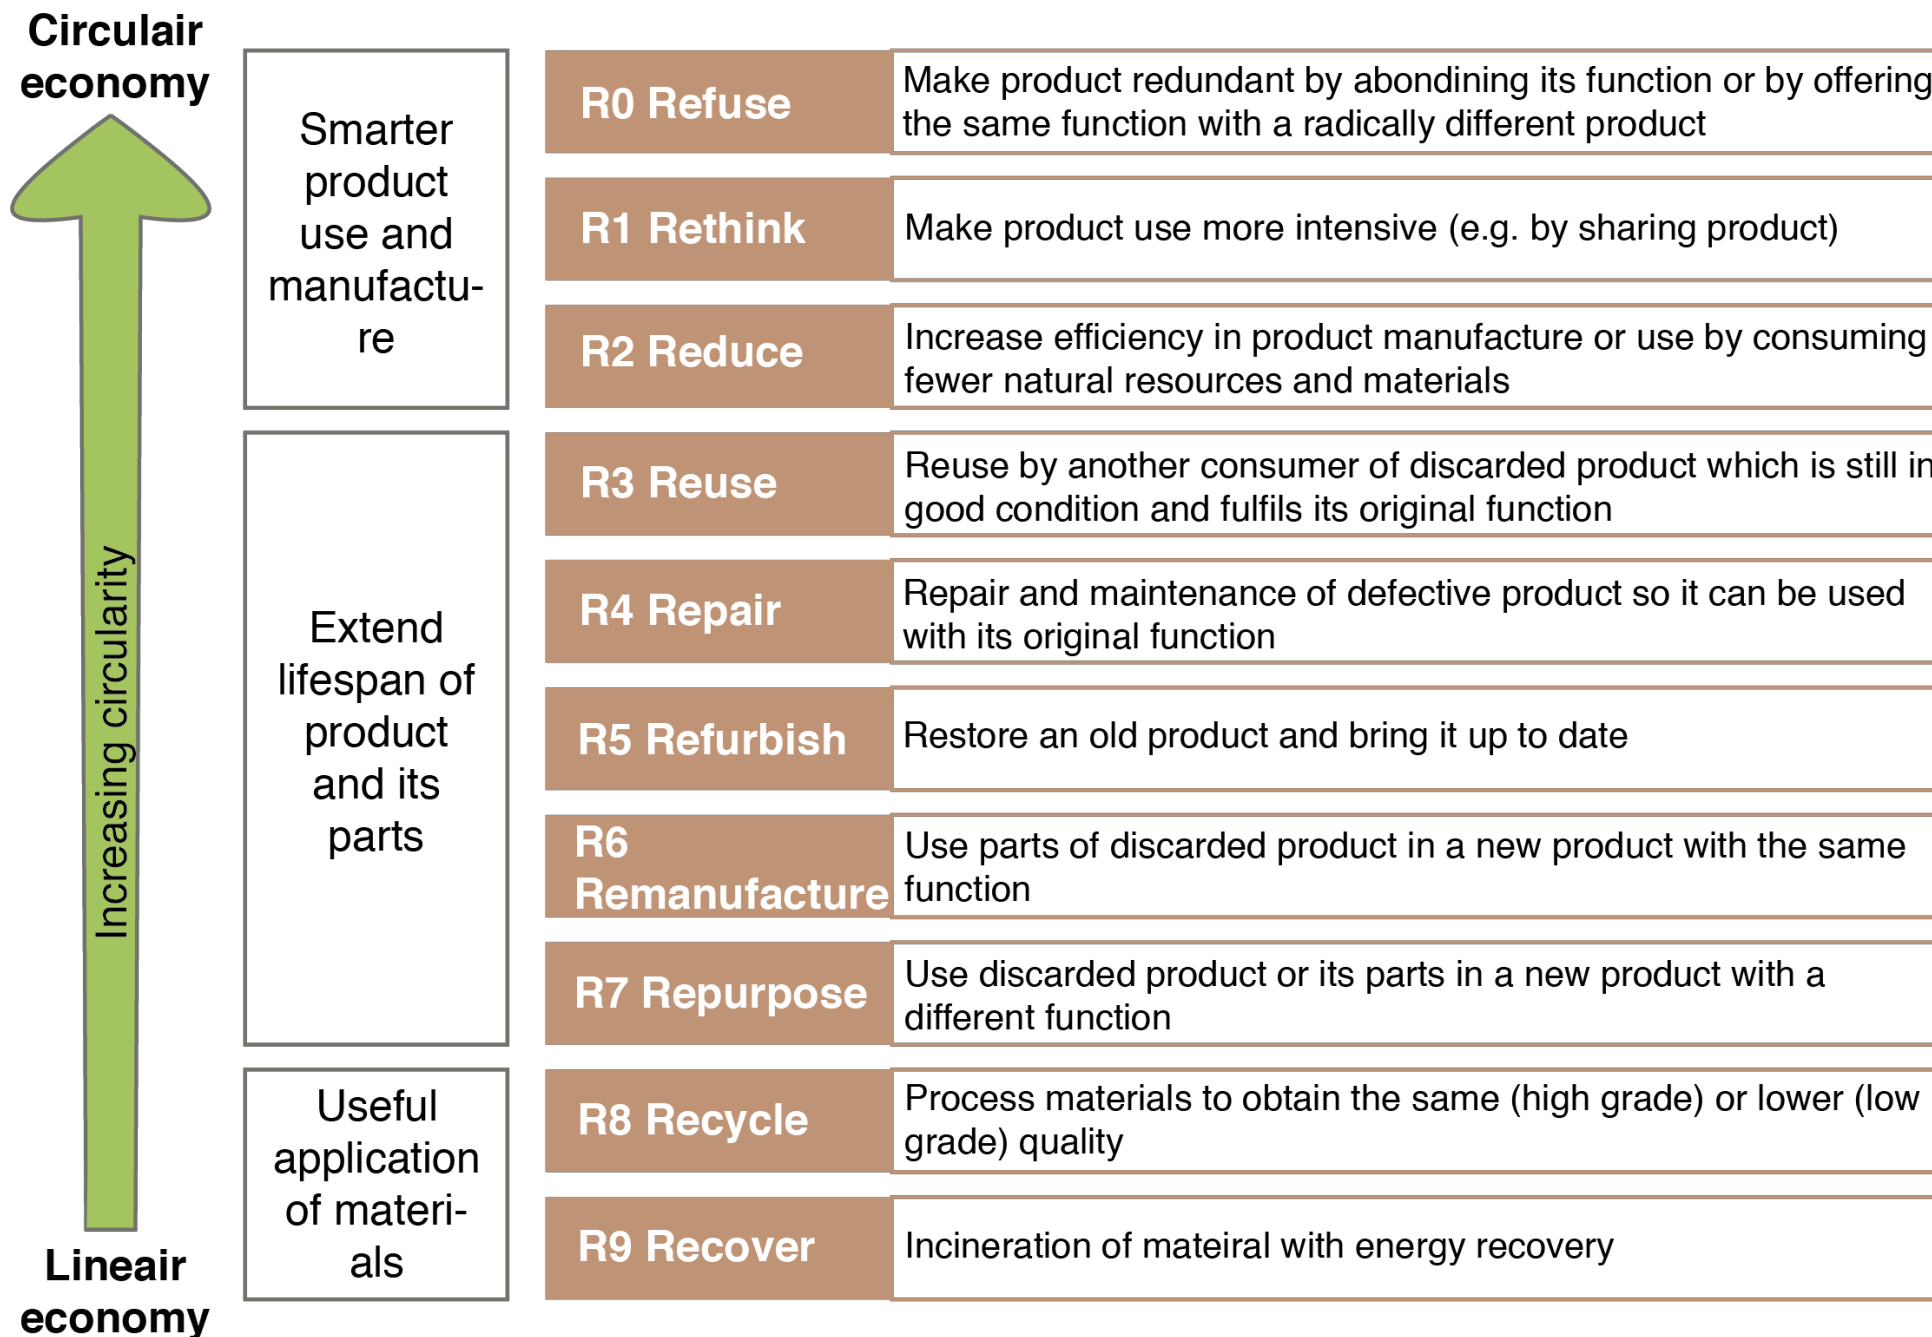 Circulair
economy
Smarter
product
use and
manufactu-
re
R0 Refuse
Make product redundant by abondining its function or by offering
the same function with a radically different product
R1 Rethink
Make product use more intensive (e.g. by sharing product)
R2 Reduce
Increase efficiency in product manufacture or use by consuming
fewer natural resources and materials
Increasing circularity
Extend
lifespan of
product
and its
parts
R3 Reuse
Reuse by another consumer of discarded product which is still in
good condition and fulfils its original function
R4 Repair
Repair and maintenance of defective product so it can be used
with its original function
R5 Refurbish
Restore an old product and bring it up to date
R6
Remanufacture
Use parts of discarded product in a new product with the same
function
R7 Repurpose
Use discarded product or its parts in a new product with a
different function
Useful
application
of materi-
als
R8 Recycle
Process materials to obtain the same (high grade) or lower (low
grade) quality
R9 Recover
Incineration of mateiral with energy recovery
Lineair
economy